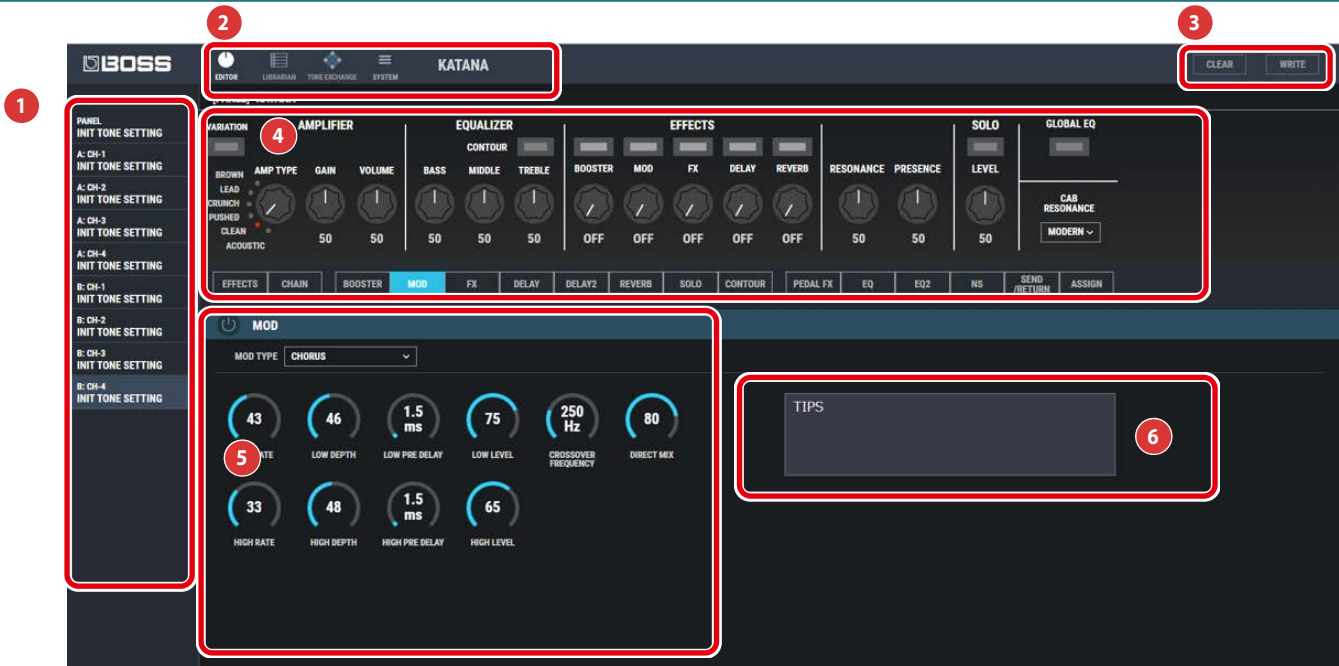 2
3
BOSS
EDITOR
LIBRARIAN
TONE EXCHANGE
SYSTEM
KATANA
CLEAR
WRITE
1
PANEL
INIT TONE SETTING
A: CH-1
INIT TONE SETTING
A: CH-2
INIT TONE SETTING
A: CH-3
INIT TONE SETTING
A: CH-4
INIT TONE SETTING
B: CH-1
INIT TONE SETTING
B: CH-2
INIT TONE SETTING
B: CH-3
INIT TONE SETTING
B: CH-4
INIT TONE SETTING
VARIATION
4
AMPLIFIER
EQUALIZER
EFFECTS
SOLO
GLOBAL EQ
CONTOUR
BROWN
LEAD
CRUNCH
PUSHED
CLEAN
ACOUSTIC
AMP TYPE
GAIN
VOLUME
BASS
MIDDLE
TREBLE
BOOSTER
MOD
FX
DELAY
REVERB
RESONANCE
PRESENCE
LEVEL
CAB
RESONANCE
MODERN
50
50
50
50
50
OFF
OFF
OFF
OFF
OFF
50
50
50
EFFECTS
CHAIN
BOOSTER
MOD
FX
DELAY
DELAY2
REVERB
SOLO
CONTOUR
PEDAL FX
EQ
EQ2
NS
SEND
/RETURN
ASSIGN
MOD
MOD TYPE
CHORUS
43
46
1.5
ms
75
250
Hz
80
5
LOW DEPTH
LOW PRE DELAY
LOW LEVEL
CROSSOVER
FREQUENCY
DIRECT MIX
33
48
1.5
ms
65
HIGH RATE
HIGH DEPTH
HIGH PRE DELAY
HIGH LEVEL
TIPS
6